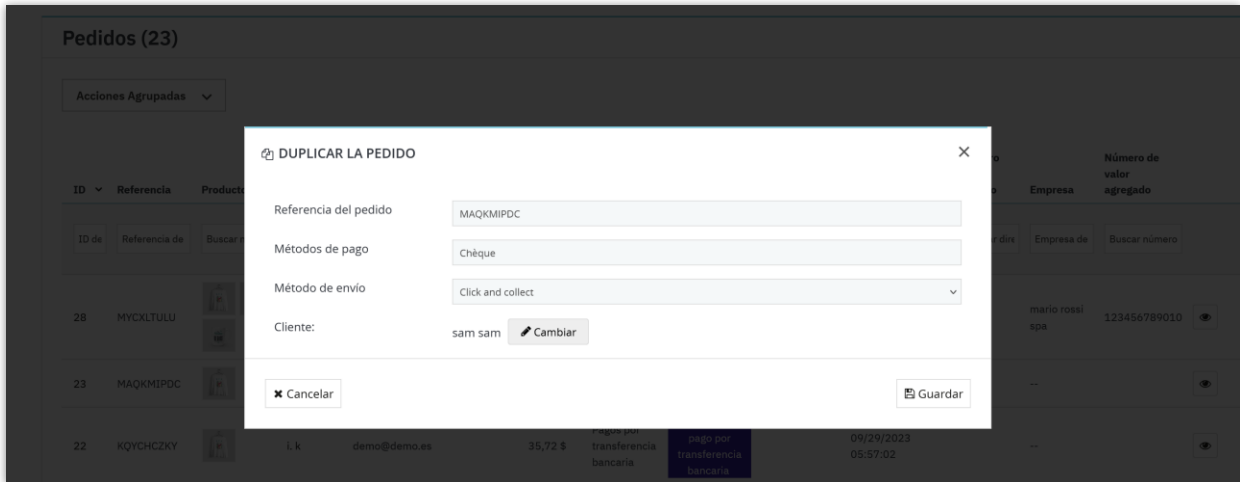 Pedidos (23)
Acciones Agrupadas
DUPLICAR LA PEDIDO
Referencia del pedido MAQKMIPDC
Métodos de pago Chèque
Método de envío Click and collect
Cliente: sam sam Cambiar
Cancelar Guardar
ID Referencia Producto Empresa Número de
valor
agregado
ID de Referencia de Buscar Empresa de Buscar número
28 MYCXLTULU mario rossi
spa 123456789010
23 MAQKMIPDC --
22 KQYCHCZKY i. k demo@demo.es 35,72 $ Pagos por
transferencia
bancaria
pago por
transferencia
bancaria
09/29/2023
05:57:02
--